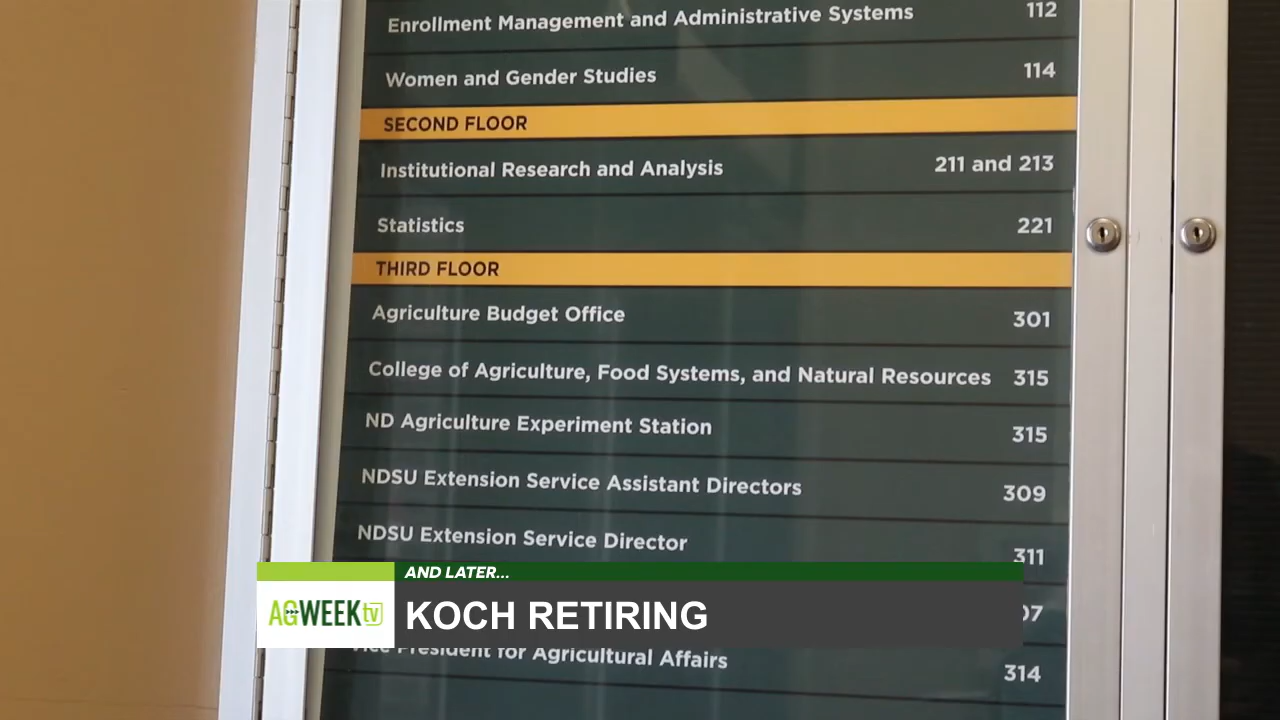 Enrollment Management and Administrative Systems 112
Women and Gender Studies 114
SECOND FLOOR
Institutional Research and Analysis 211 and 213
Statistics 221
THIRD FLOOR
Agriculture Budget Office 301
College of Agriculture, Food Systems, and Natural Resources 315
ND Agriculture Experiment Station 315
NDSU Extension Service Assistant Directors 309
NDSU Extension Service Director 311
AND LATER...
AGWEEK tv
KOCH RETIRING
Vice President for Agricultural Affairs 314